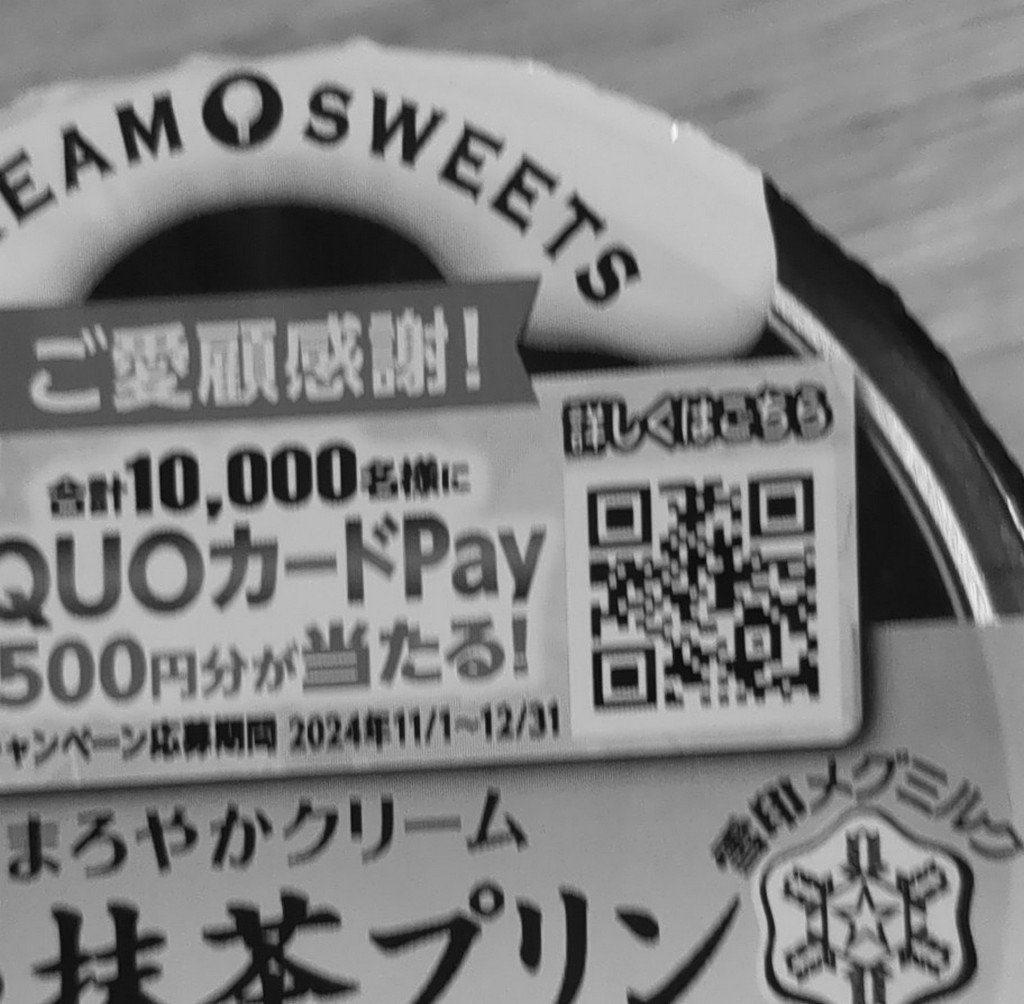 EAM SWEETS
ご愛顧感謝!
詳しくはこちら
合計10,000名様に
QUOカードPay
500円分が当たる!
ャンペーン応募期間 2024年11/1~12/31
まろやかクリーム
雪印メグミルク
抹茶プリン